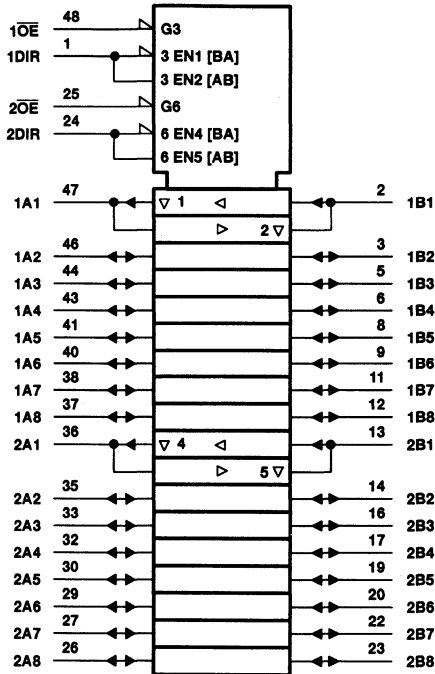 1O̅E̅ 48 G3
1DIR 1 3 EN1 [BA]
3 EN2 [AB]
2O̅E̅ 25 G6
2DIR 24 6 EN4 [BA]
6 EN5 [AB]
1A1 47 ▽ 1 ◁ 2 1B1
▷ 2 ▽
1A2 46 3 1B2
1A3 44 5 1B3
1A4 43 6 1B4
1A5 41 8 1B5
1A6 40 9 1B6
1A7 38 11 1B7
1A8 37 12 1B8
2A1 36 ▽ 4 ◁ 13 2B1
▷ 5 ▽
2A2 35 14 2B2
2A3 33 16 2B3
2A4 32 17 2B4
2A5 30 19 2B5
2A6 29 20 2B6
2A7 27 22 2B7
2A8 26 23 2B8